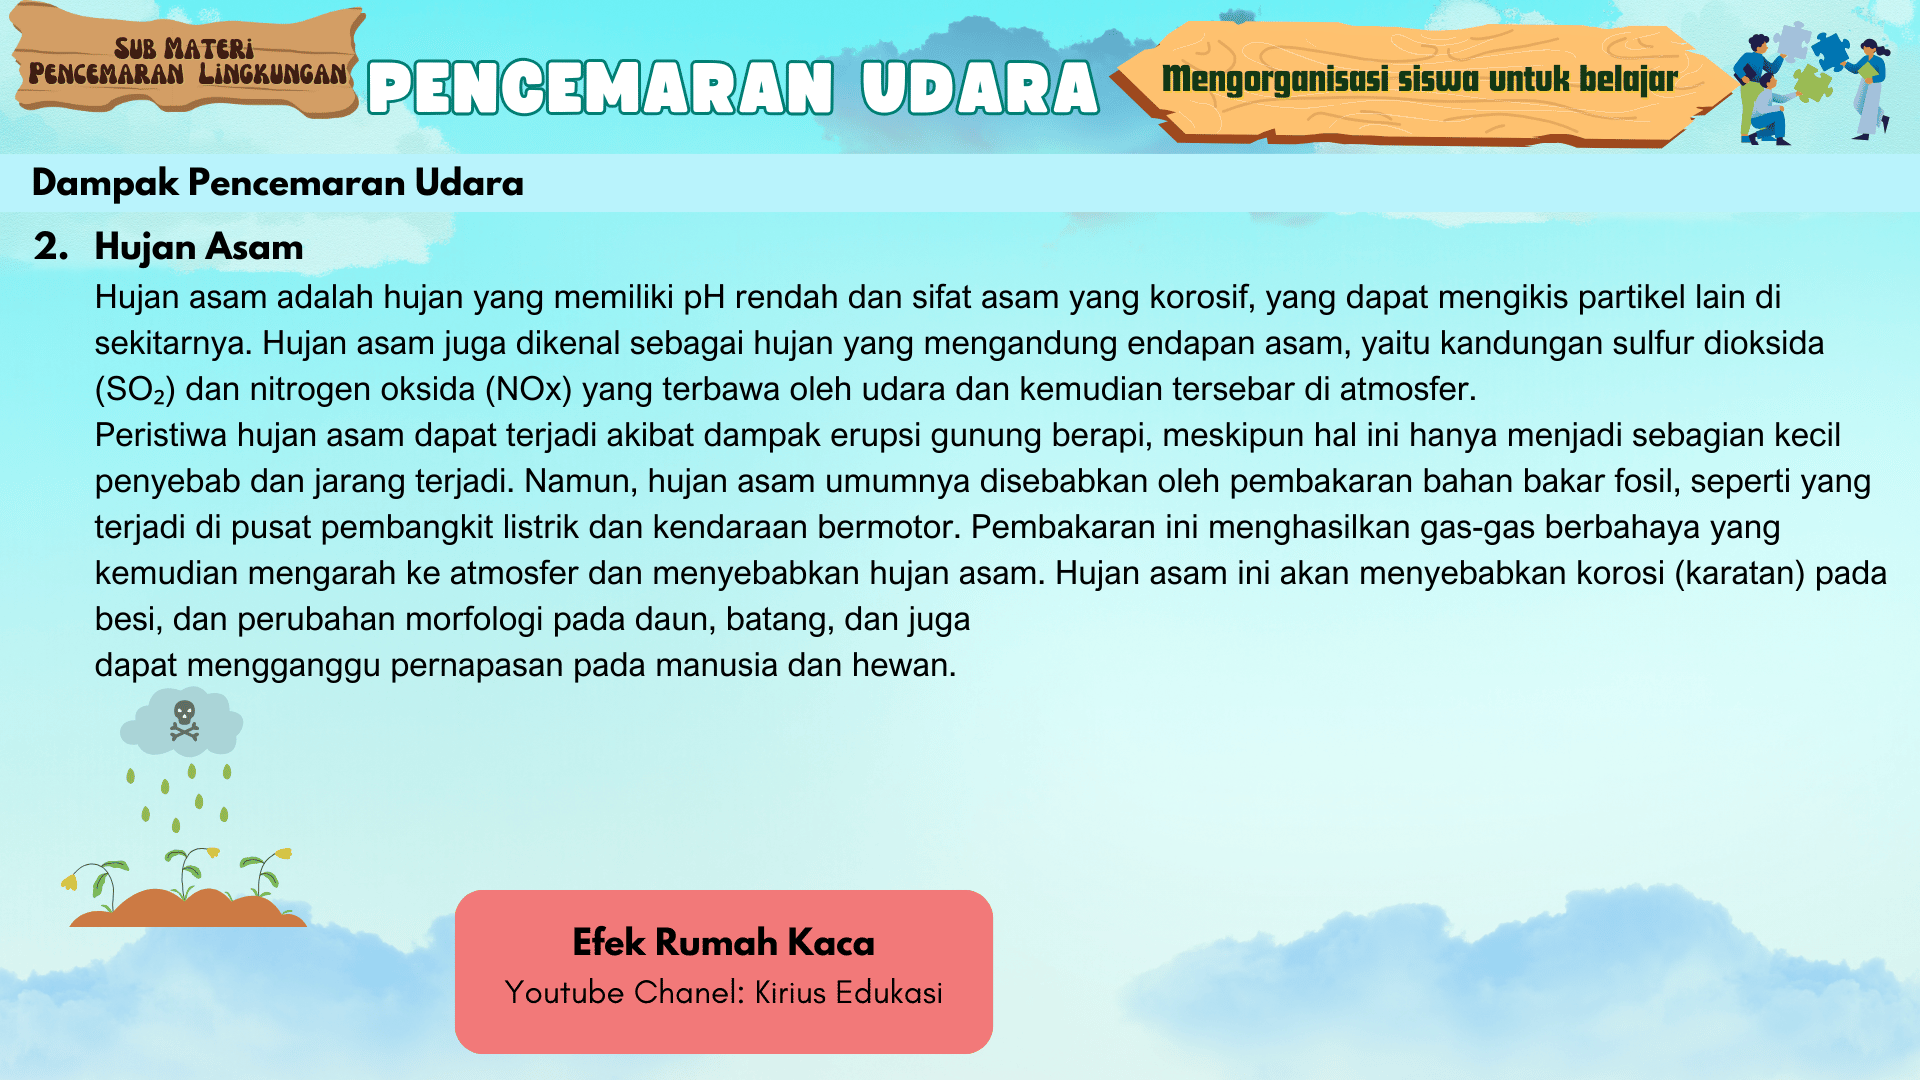 Sub Materi
Pencemaran Lingkungan
PENCEMARAN UDARA
Mengorganisasi siswa untuk belajar
Dampak Pencemaran Udara
2. Hujan Asam
Hujan asam adalah hujan yang memiliki pH rendah dan sifat asam yang korosif, yang dapat mengikis partikel lain di
sekitarnya. Hujan asam juga dikenal sebagai hujan yang mengandung endapan asam, yaitu kandungan sulfur dioksida
(SO₂) dan nitrogen oksida (NOx) yang terbawa oleh udara dan kemudian tersebar di atmosfer.
Peristiwa hujan asam dapat terjadi akibat dampak erupsi gunung berapi, meskipun hal ini hanya menjadi sebagian kecil
penyebab dan jarang terjadi. Namun, hujan asam umumnya disebabkan oleh pembakaran bahan bakar fosil, seperti yang
terjadi di pusat pembangkit listrik dan kendaraan bermotor. Pembakaran ini menghasilkan gas-gas berbahaya yang
kemudian mengarah ke atmosfer dan menyebabkan hujan asam. Hujan asam ini akan menyebabkan korosi (karatan) pada
besi, dan perubahan morfologi pada daun, batang, dan juga
dapat mengganggu pernapasan pada manusia dan hewan.
Efek Rumah Kaca
Youtube Chanel: Kirius Edukasi